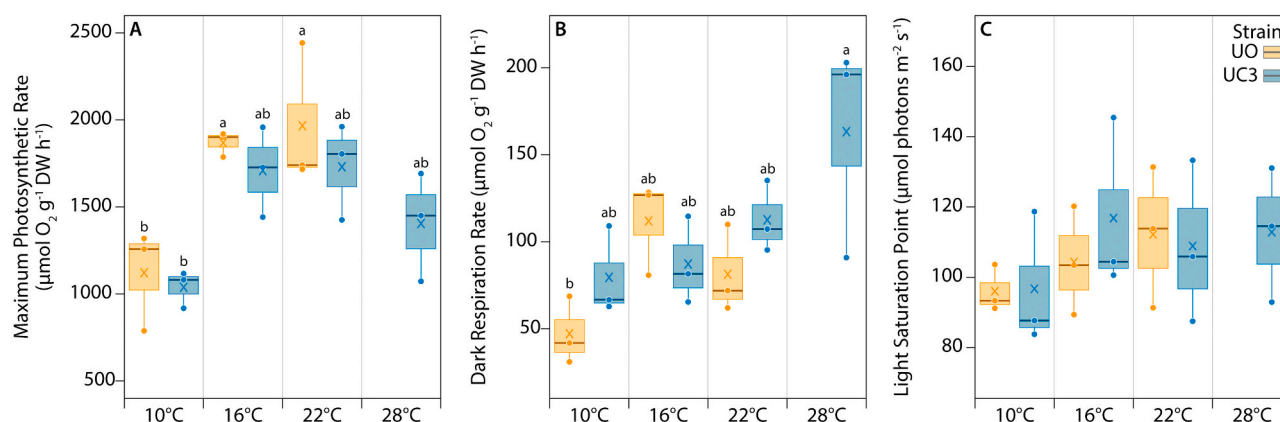 Maximum Photosynthetic Rate
(µmol O₂ g⁻¹ DW h⁻¹)
2500
2000
1500
1000
500
A
b
b
a
ab
a
ab
ab
10°C
16°C
22°C
28°C
Dark Respiration Rate (µmol O₂ g⁻¹ DW h⁻¹)
200
150
100
50
B
b
ab
ab
ab
ab
ab
a
10°C
16°C
22°C
28°C
Light Saturation Point (µmol photons m⁻² s⁻¹)
160
140
120
100
80
C
Strain
UO
UC3
10°C
16°C
22°C
28°C